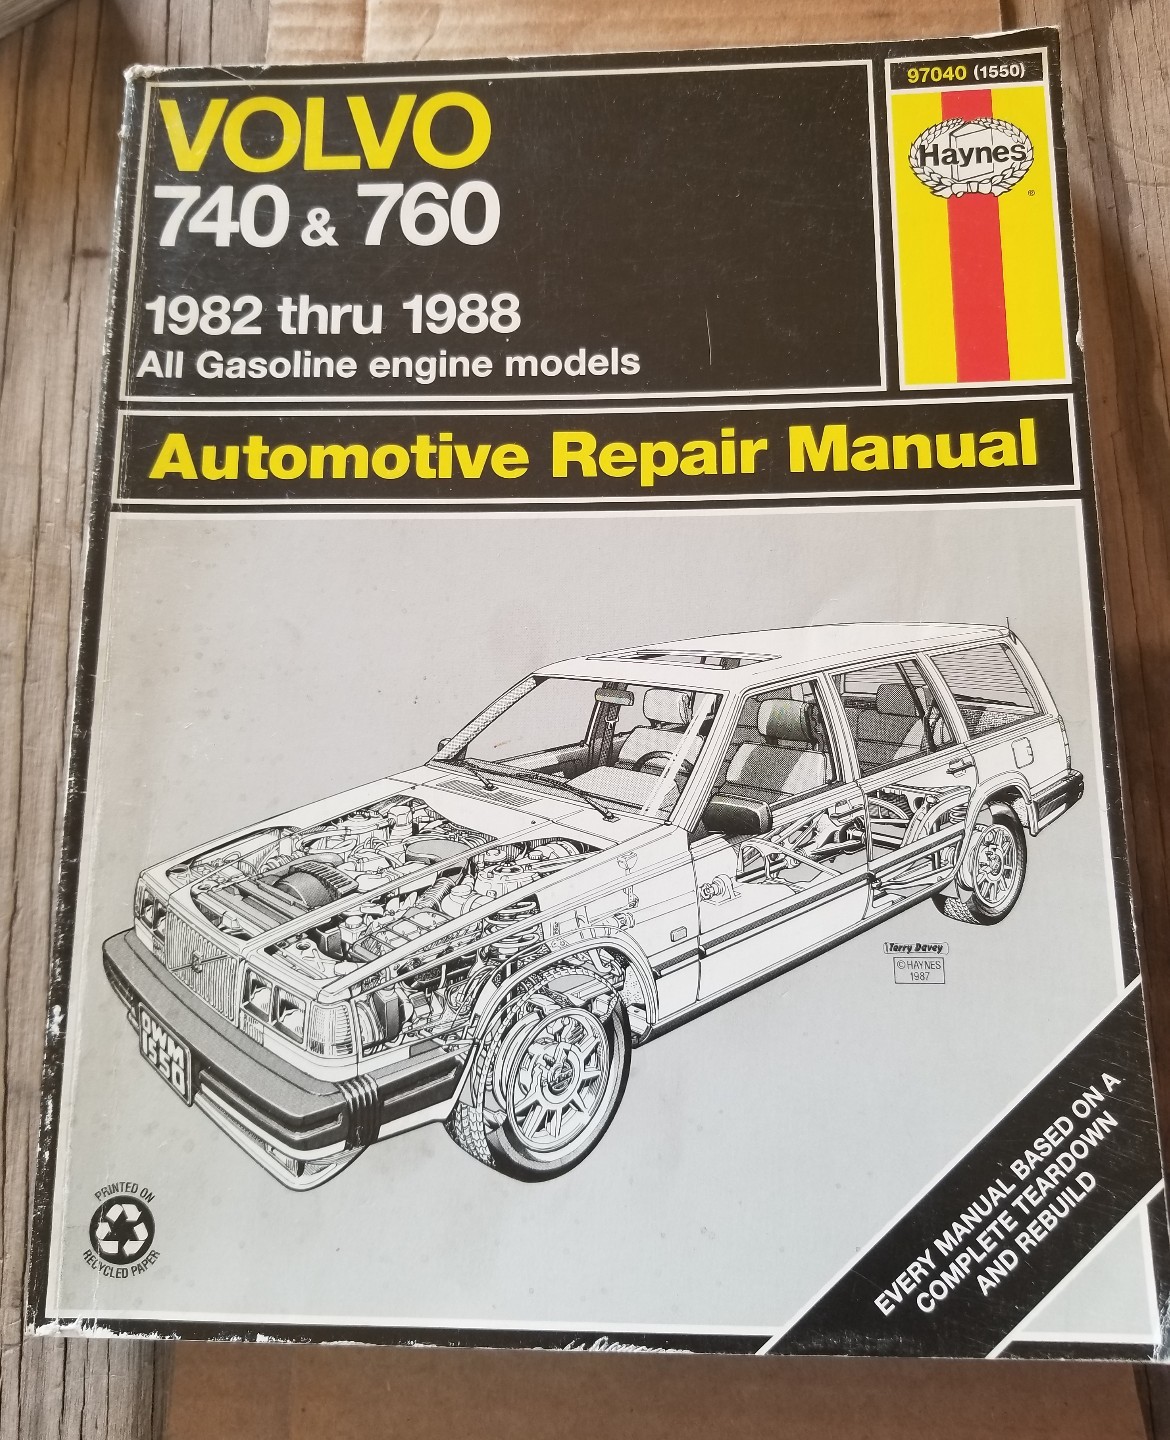 VOLVO
740 & 760
1982 thru 1988
All Gasoline engine models
97040 (1550)
Haynes
®
Automotive Repair Manual
Terry Davey
© HAYNES
1987
OWM
1550
PRINTED ON
RECYCLED PAPER
EVERY MANUAL BASED ON A
COMPLETE TEARDOWN
AND REBUILD